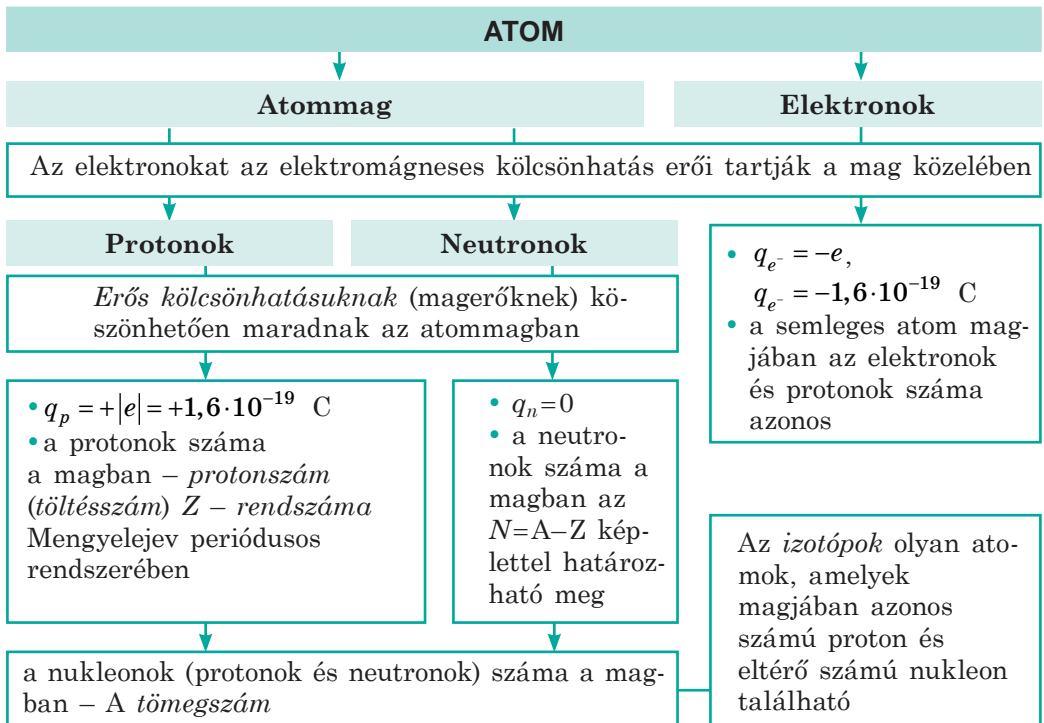 ATOM
Atommag
Elektronok
Az elektronokat az elektromágneses kölcsönhatás erői tartják a mag közelében
Protonok
Neutronok
Erős kölcsönhatásuknak (magerőknek) kö-
szönhetően maradnak az atommagban
• q_{e^-} = −e,
q_{e^-} = −1,6·10^{−19} C
• a semleges atom mag-
jában az elektronok
és protonok száma
azonos
• q_p = +|e| = +1,6·10^{−19} C
• a protonok száma
a magban – protonszám
(töltésszám) Z – rendszáma
Mengyelejev periódusos
rendszerében
• q_n=0
• a neutro-
nok száma a
magban az
N=A–Z kép-
lettel határoz-
ható meg
Az izotópok olyan ato-
mok, amelyek
magjában azonos
számú proton és
eltérő számú nukleon
található
a nukleonok (protonok és neutronok) száma a mag-
ban – A tömegszám